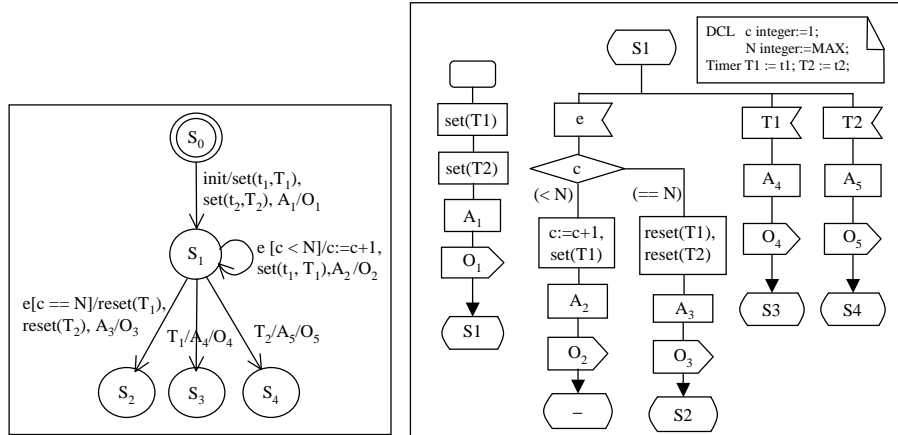 S0
init/set(t1,T1),
set(t2,T2), A1/O1
S1
e [c < N]/c:=c+1,
set(t1, T1),A2/O2
e[c == N]/reset(T1),
reset(T2), A3/O3
T1/A4/O4
T2/A5/O5
S2
S3
S4
DCL c integer:=1;
N integer:=MAX;
Timer T1 := t1; T2 := t2;
S1
set(T1)
set(T2)
A1
O1
S1
e
c
(< N)
(== N)
c:=c+1,
set(T1)
A2
O2
–
reset(T1),
reset(T2)
A3
O3
S2
T1
A4
O4
S3
T2
A5
O5
S4